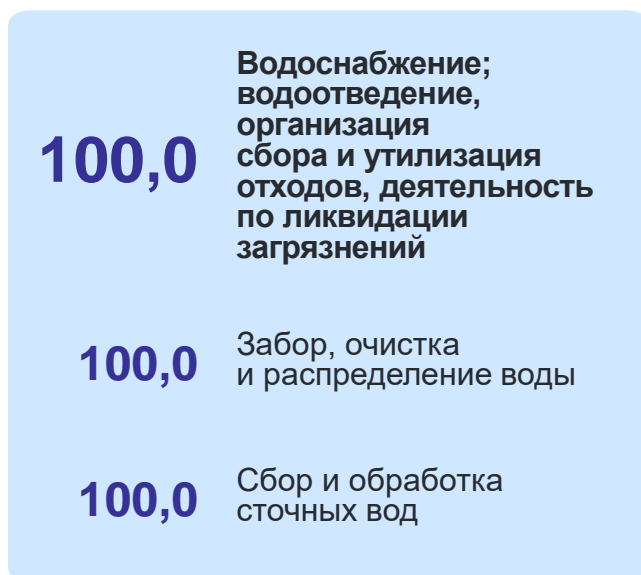 100,0
Водоснабжение;
водоотведение,
организация
сбора и утилизация
отходов, деятельность
по ликвидации
загрязнений
100,0
Забор, очистка
и распределение воды
100,0
Сбор и обработка
сточных вод